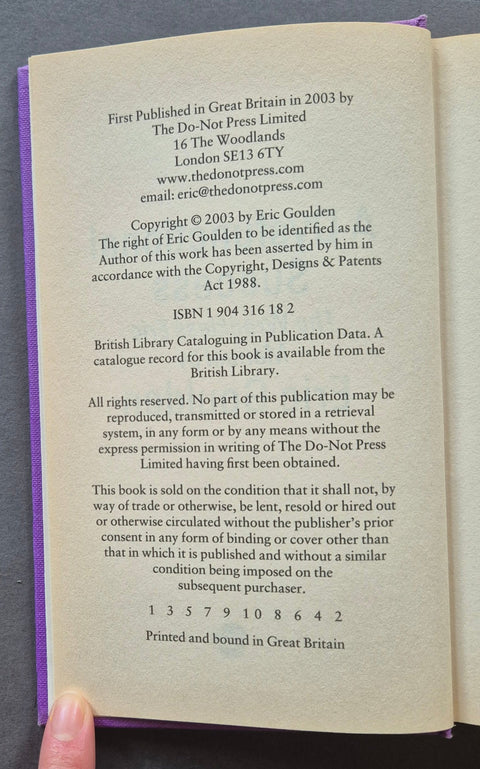 First Published in Great Britain in 2003 by
The Do-Not Press Limited
16 The Woodlands
London SE13 6TY
www.thedonotpress.com
email: eric@thedonotpress.com
Copyright © 2003 by Eric Goulden
The right of Eric Goulden to be identified as the
Author of this work has been asserted by him in
accordance with the Copyright, Designs & Patents
Act 1988.
ISBN 1 904 316 18 2
British Library Cataloguing in Publication Data. A
catalogue record for this book is available from the
British Library.
All rights reserved. No part of this publication may be
reproduced, transmitted or stored in a retrieval
system, in any form or by any means without the
express permission in writing of The Do-Not Press
Limited having first been obtained.
This book is sold on the condition that it shall not, by
way of trade or otherwise, be lent, resold or hired out
or otherwise circulated without the publisher's prior
consent in any form of binding or cover other than
that in which it is published and without a similar
condition being imposed on the
subsequent purchaser.
1 3 5 7 9 10 8 6 4 2
Printed and bound in Great Britain